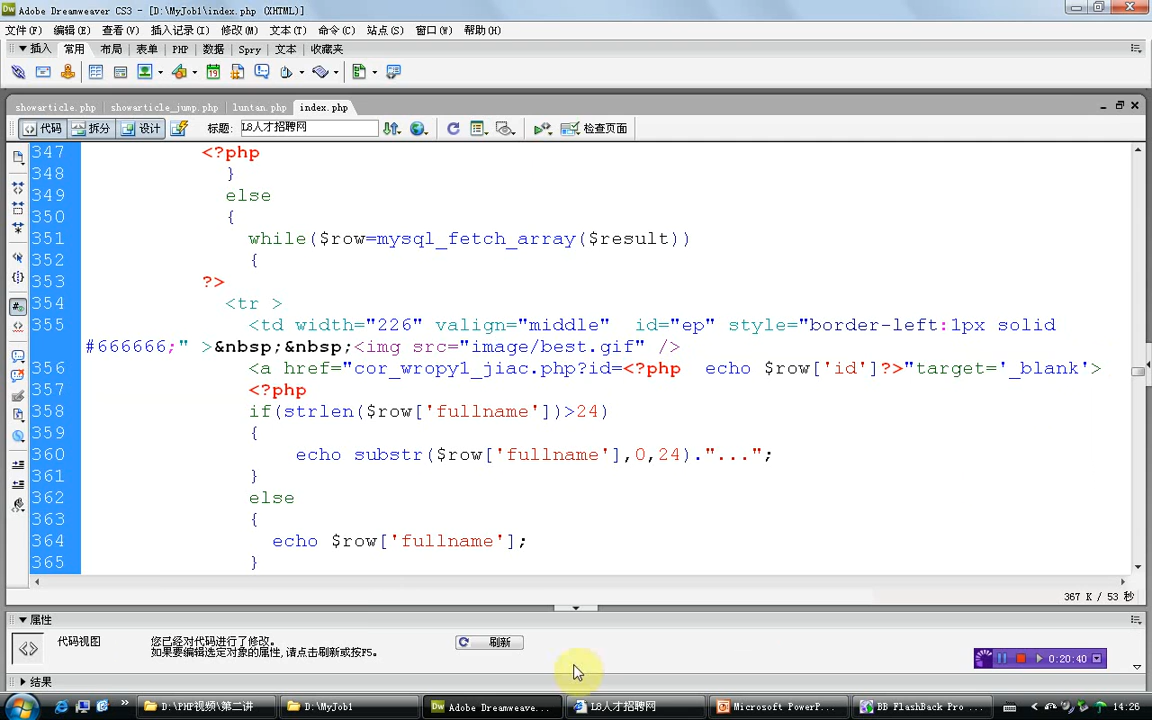 Adobe Dreamweaver CS3 - [D:\MyJob1\index.php (XHTML)]
文件(F) 编辑(E) 查看(V) 插入记录(I) 修改(M) 文本(T) 命令(C) 站点(S) 窗口(W) 帮助(H)
插入 常用 布局 表单 PHP 数据 Spry 文本 收藏夹
showarticle.php showarticle_jump.php luntan.php index.php
代码 拆分 设计 标题: L8人才招聘网 检查页面
347 <?php
348 }
349 else
350 {
351 while($row=mysql_fetch_array($result))
352 {
353 ?>
354 <tr >
355 <td width="226" valign="middle" id="ep" style="border-left:1px solid
#666666;" >&nbsp;&nbsp;<img src="image/best.gif" />
356 <a href="cor_wropy1_jiac.php?id=<?php echo $row['id']?>"target='_blank'>
357 <?php
358 if(strlen($row['fullname'])>24)
359 {
360 echo substr($row['fullname'],0,24)."...";
361 }
362 else
363 {
364 echo $row['fullname'];
365 }
367 K / 53 秒
属性
代码视图 您已经对代码进行了修改。 刷新
如果要编辑选定对象的属性,请点击刷新或按F5。
0:20:40
结果
D:\PHP视频\第二讲 D:\MyJob1 Adobe Dreamweave... L8人才招聘网 Microsoft PowerP... BB FlashBack Pro ... 14:26